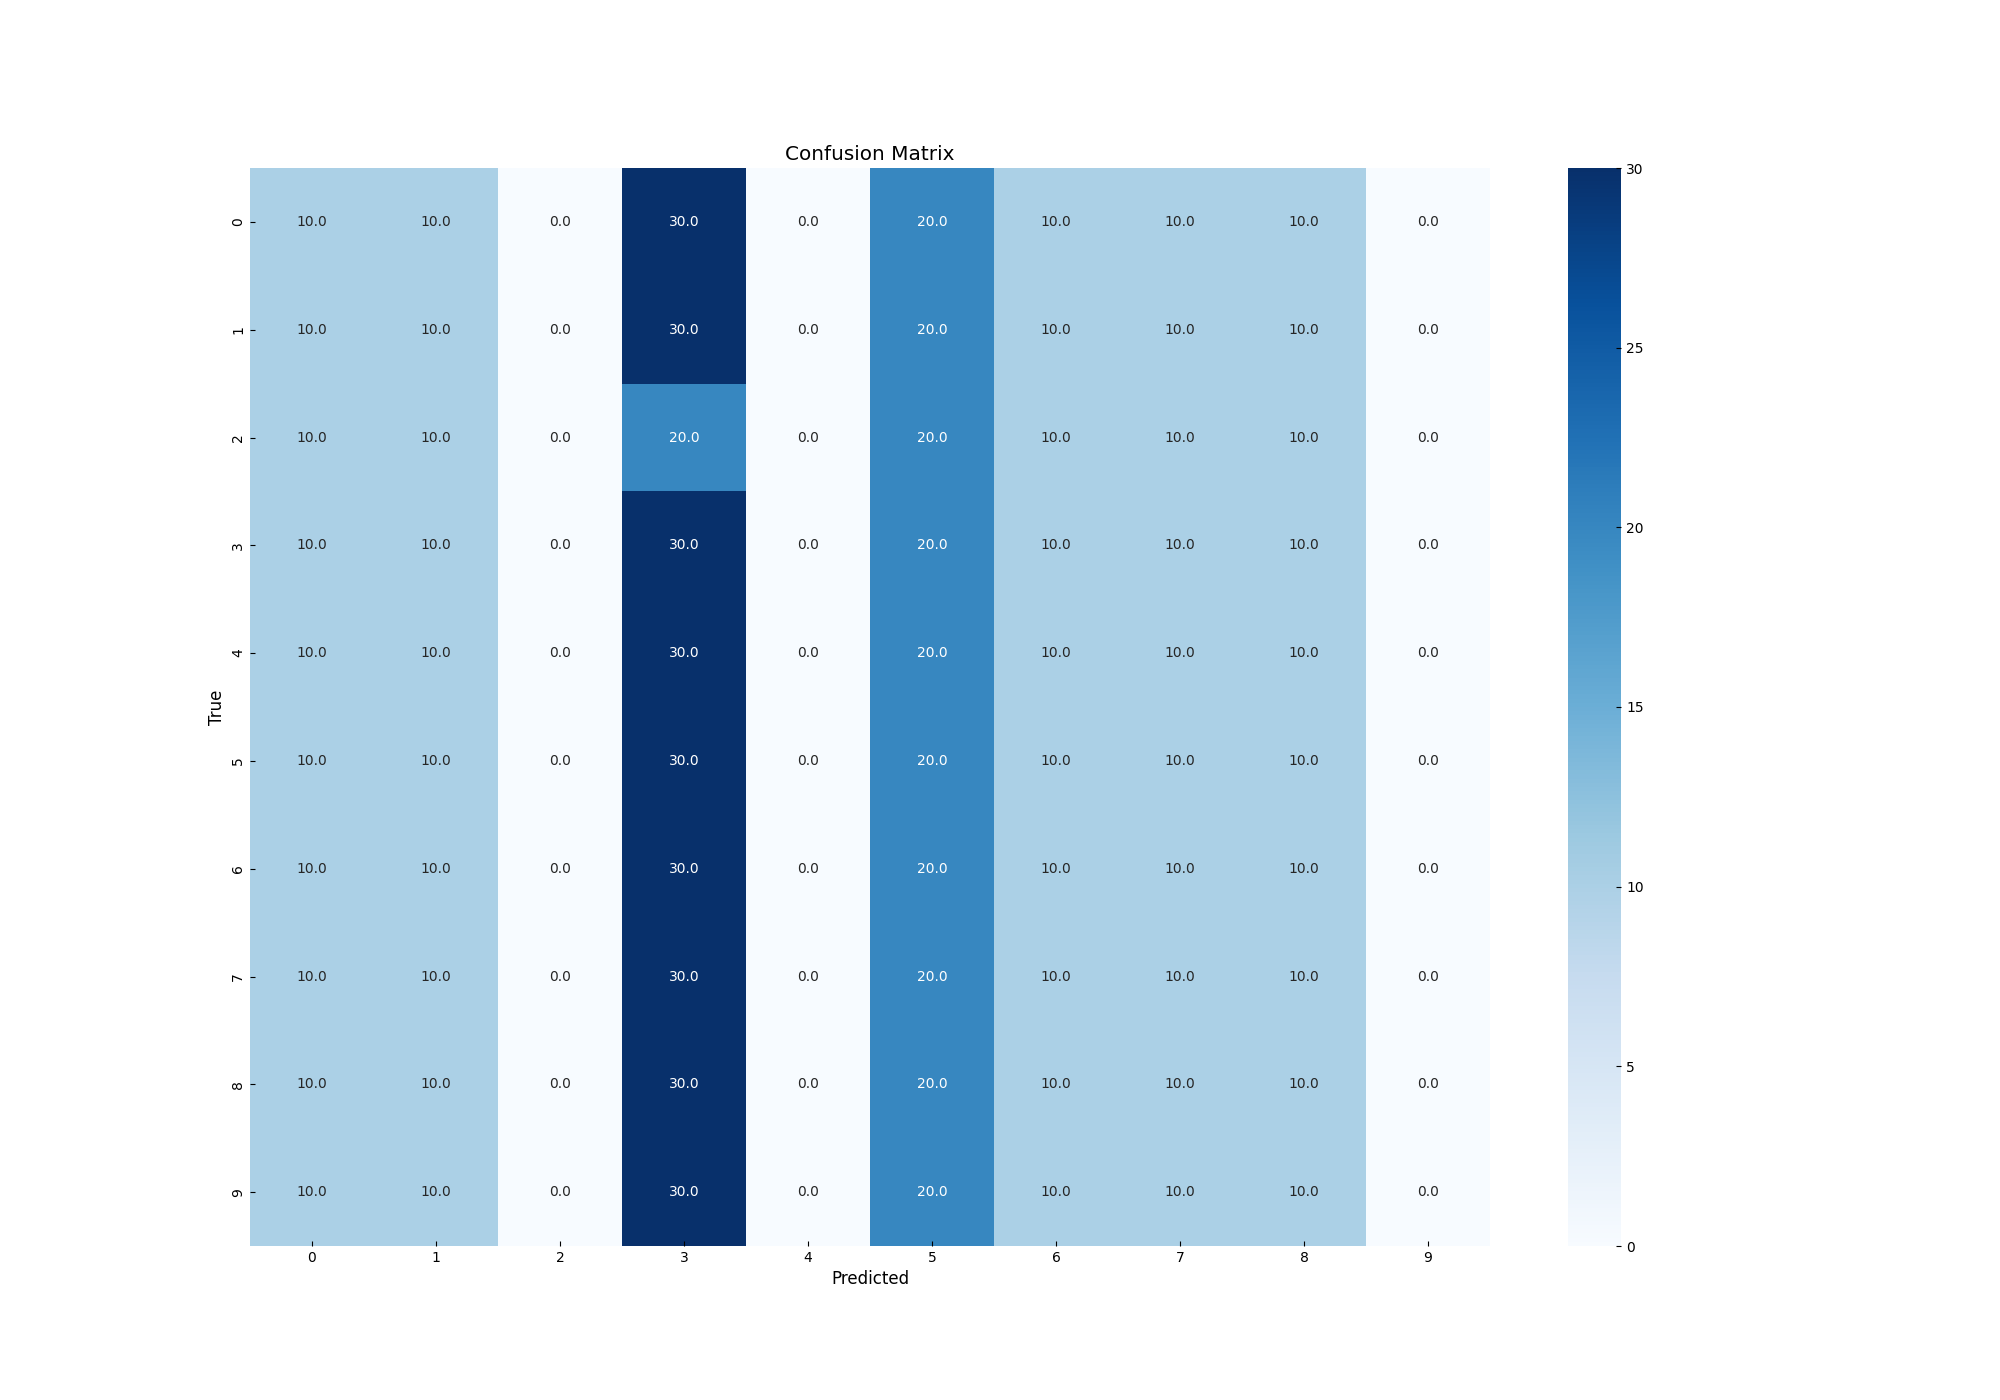 Confusion Matrix
0 10.0 10.0 0.0 30.0 0.0 20.0 10.0 10.0 10.0 0.0
1 10.0 10.0 0.0 30.0 0.0 20.0 10.0 10.0 10.0 0.0
2 10.0 10.0 0.0 20.0 0.0 20.0 10.0 10.0 10.0 0.0
3 10.0 10.0 0.0 30.0 0.0 20.0 10.0 10.0 10.0 0.0
4 10.0 10.0 0.0 30.0 0.0 20.0 10.0 10.0 10.0 0.0
5 10.0 10.0 0.0 30.0 0.0 20.0 10.0 10.0 10.0 0.0
6 10.0 10.0 0.0 30.0 0.0 20.0 10.0 10.0 10.0 0.0
7 10.0 10.0 0.0 30.0 0.0 20.0 10.0 10.0 10.0 0.0
8 10.0 10.0 0.0 30.0 0.0 20.0 10.0 10.0 10.0 0.0
9 10.0 10.0 0.0 30.0 0.0 20.0 10.0 10.0 10.0 0.0
0 1 2 3 4 5 6 7 8 9
Predicted
True
30
25
20
15
10
5
0